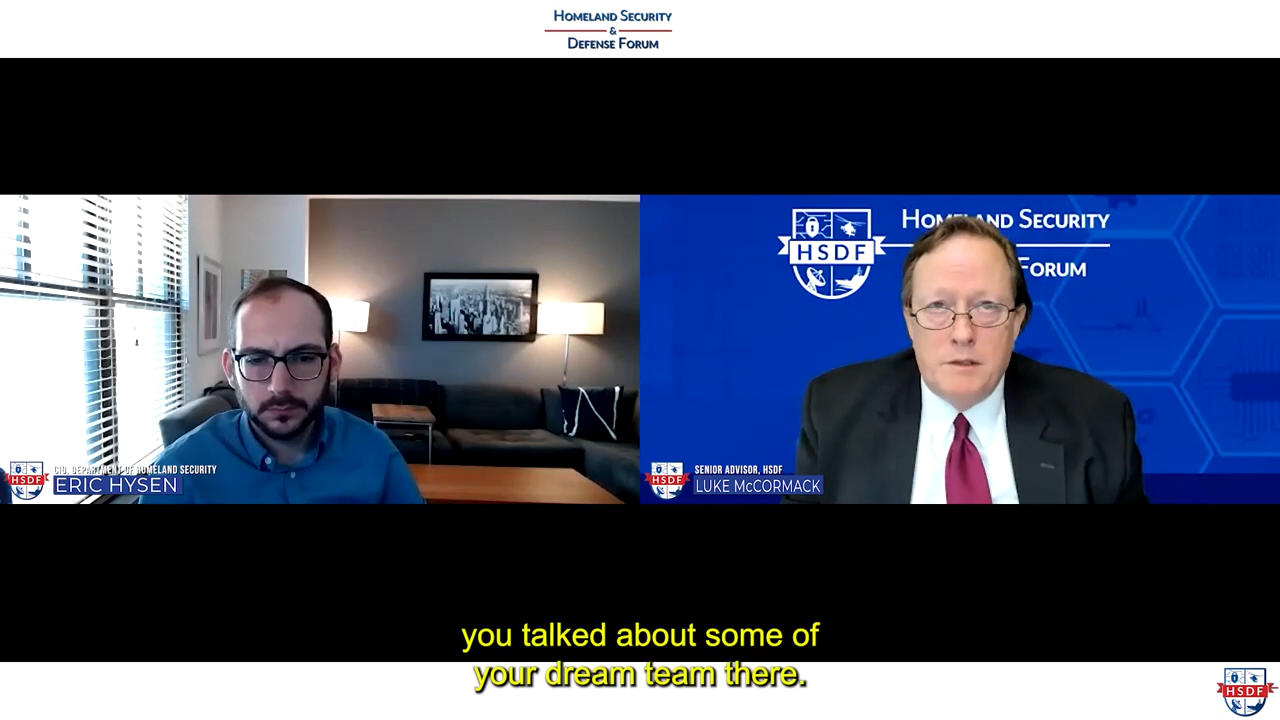 HOMELAND SECURITY
&
DEFENSE FORUM
HSDF
HOMELAND SECURITY
FORUM
HSDF
CIO, DEPARTMENT OF HOMELAND SECURITY
ERIC HYSEN
N
HSDF
SENIOR ADVISOR, HSDF
LUKE McCORMACK
you talked about some of
your dream team there.
HSDF